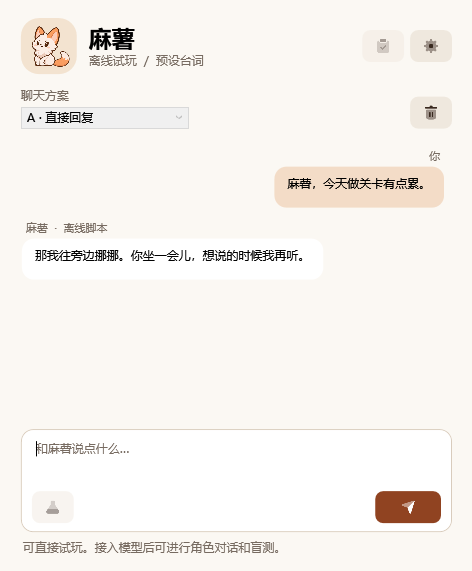 麻薯
离线试玩 / 预设台词
聊天方案
A · 直接回复
你
麻薯，今天做关卡有点累。
麻薯 · 离线脚本
那我往旁边挪挪。你坐一会儿，想说的时候我再听。
和麻薯说点什么...
可直接试玩。接入模型后可进行角色对话和盲测。